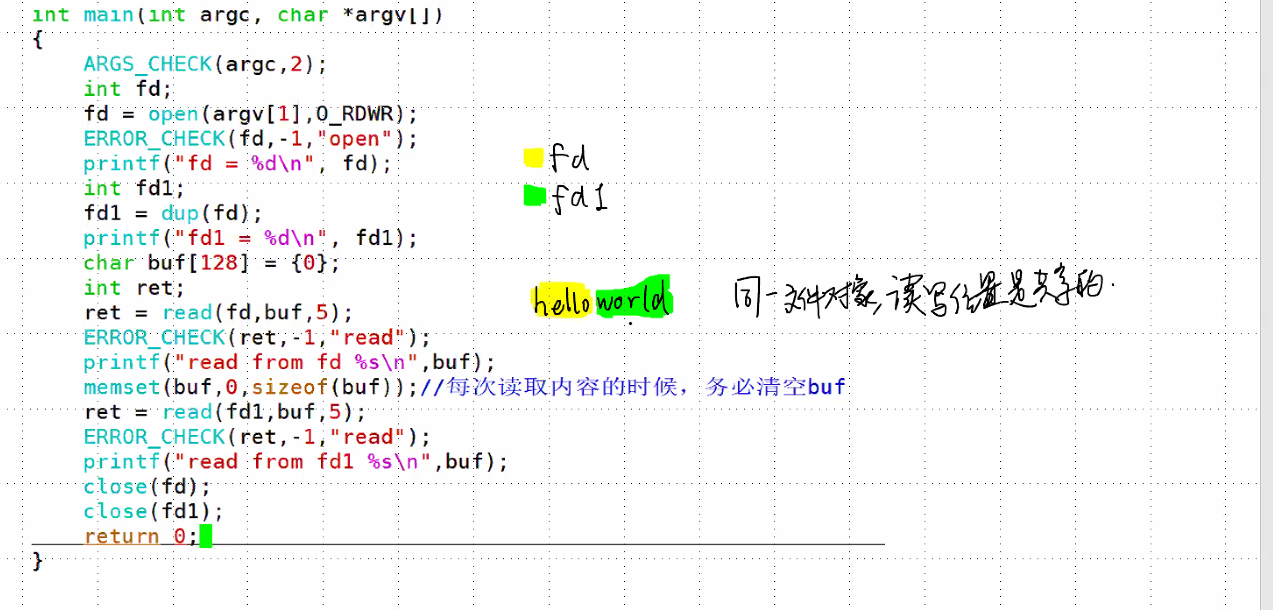 int main(int argc, char *argv[])
{
    ARGS_CHECK(argc,2);
    int fd;
    fd = open(argv[1],O_RDWR);
    ERROR_CHECK(fd,-1,"open");
    printf("fd = %d\n", fd);
    fd
    int fd1;
    fd1
    fd1 = dup(fd);
    printf("fd1 = %d\n", fd1);
    char buf[128] = {0};
    int ret;
    helloworld 同一文件对象,读写位置是共享的.
    ret = read(fd,buf,5);
    ERROR_CHECK(ret,-1,"read");
    printf("read from fd %s\n",buf);
    memset(buf,0,sizeof(buf));//每次读取内容的时候，务必清空buf
    ret = read(fd1,buf,5);
    ERROR_CHECK(ret,-1,"read");
    printf("read from fd1 %s\n",buf);
    close(fd);
    close(fd1);
    return 0;
}